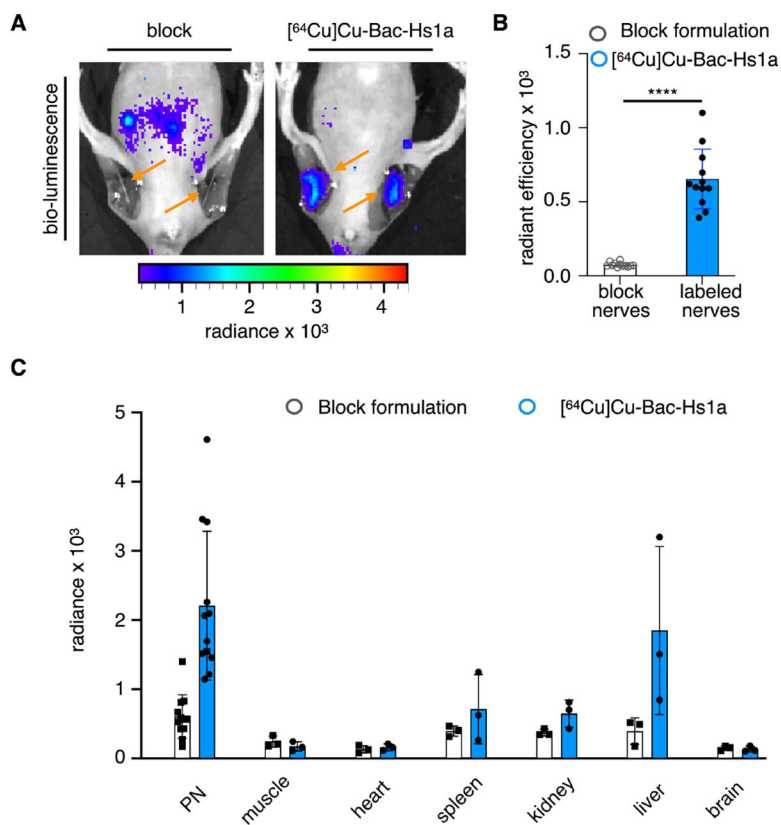 A
block
[⁶⁴Cu]Cu-Bac-Hs1a
bio-luminescence
1 2 3 4
radiance x 10³
B
Block formulation
[⁶⁴Cu]Cu-Bac-Hs1a
radiant efficiency x 10³
1.5
1.0
0.5
0.0
****
block nerves
labeled nerves
C
Block formulation
[⁶⁴Cu]Cu-Bac-Hs1a
radiance x 10³
5
4
3
2
1
0
PN
muscle
heart
spleen
kidney
liver
brain